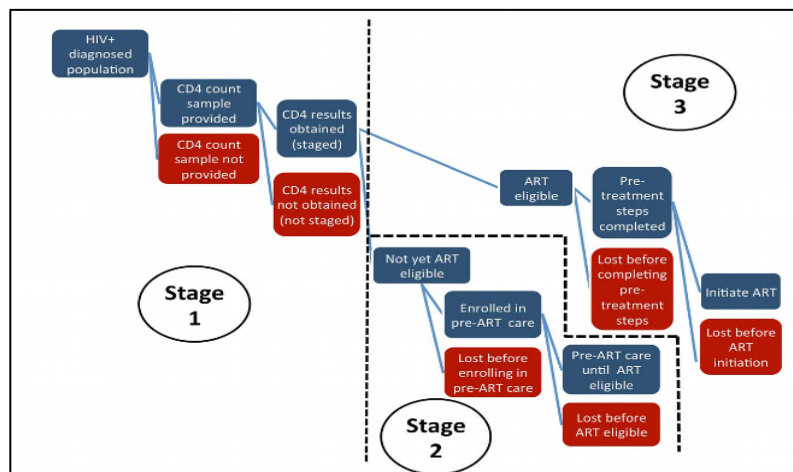 HIV+
diagnosed
population
CD4 count
sample
provided
CD4 count
sample not
provided
CD4 results
obtained
(staged)
CD4 results
not obtained
(not staged)
Stage
1
Not yet ART
eligible
Enrolled in
pre-ART care
Lost before
enrolling in
pre-ART care
Pre-ART care
until ART
eligible
Lost before
ART eligible
Stage
2
Stage
3
ART
eligible
Pre-
treatment
steps
completed
Lost before
completing
pre-
treatment
steps
Initiate ART
Lost before
ART
initiation